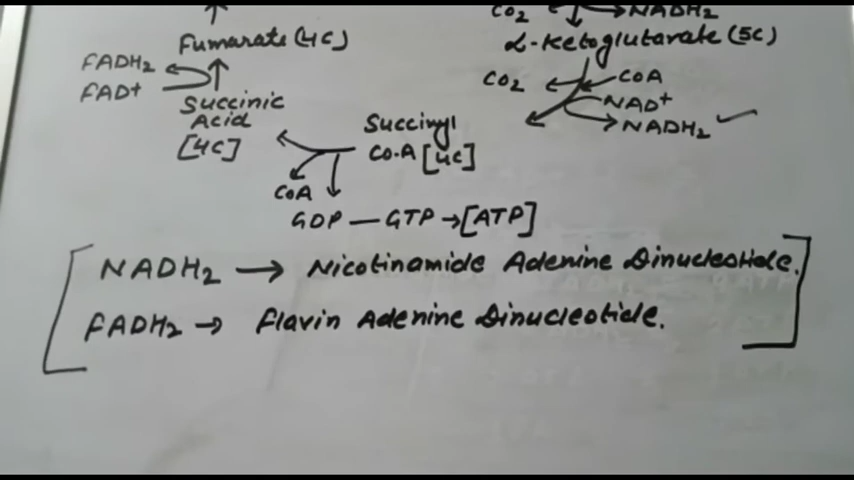 CO2 NADH2
Fumarate (4C) α-Ketoglutarate (5C)
FADH2 CO2 CoA
FAD+ NAD+
Succinic Acid [4C] NADH2
Succinyl CO-A [4C]
CoA
GDP — GTP → [ATP]
NADH2 → Nicotinamide Adenine Dinucleotide.
FADH2 → Flavin Adenine Dinucleotide.